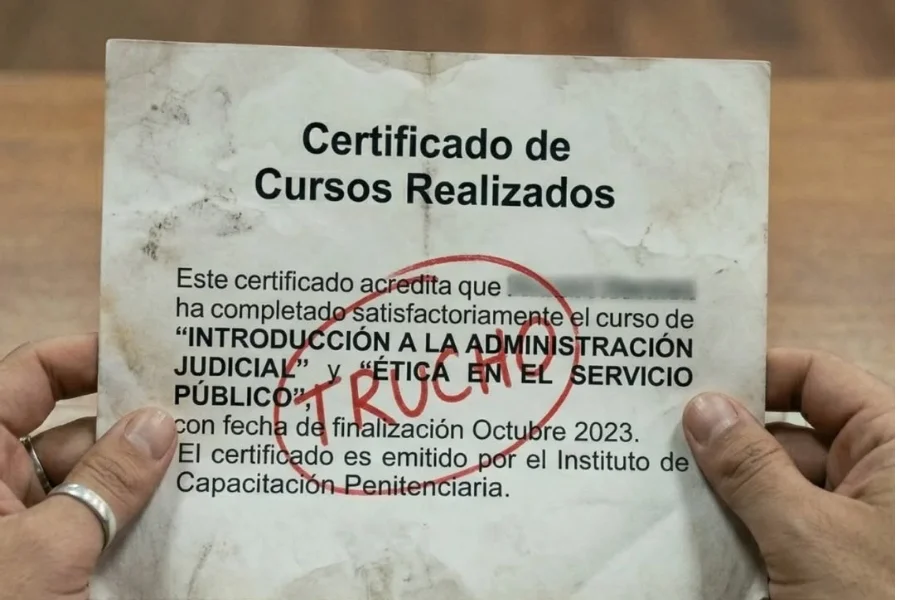 Certificado de
Cursos Realizados
Este certificado acredita que
ha completado satisfactoriamente el curso de
“INTRODUCCIÓN A LA ADMINISTRACIÓN
JUDICIAL” y “ÉTICA EN EL SERVICIO
PÚBLICO”,
con fecha de finalización Octubre 2023.
El certificado es emitido por el Instituto de
Capacitación Penitenciaria.
TRUCHO